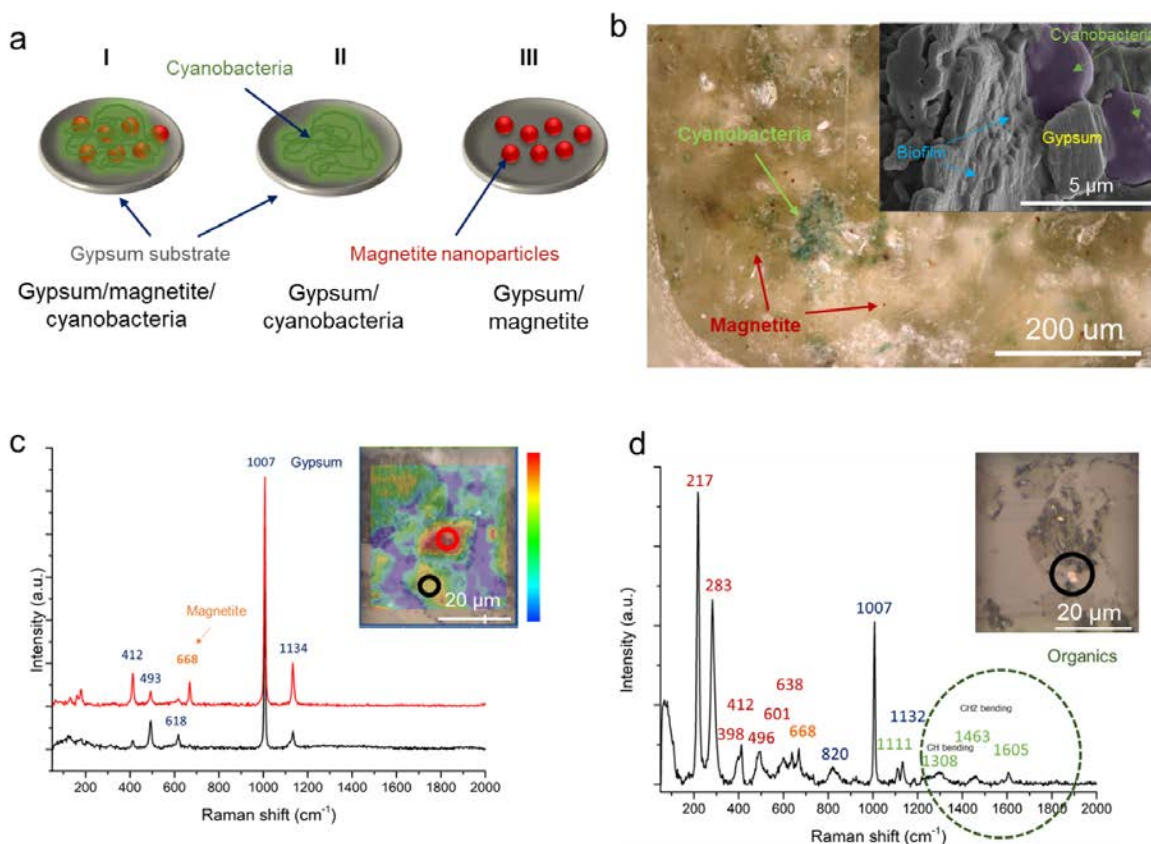 a
I
II
III
Cyanobacteria
Gypsum substrate
Magnetite nanoparticles
Gypsum/magnetite/
cyanobacteria
Gypsum/
cyanobacteria
Gypsum/
magnetite
b
Cyanobacteria
Cyanobacteria
Gypsum
Biofilm
5 µm
Magnetite
200 um
c
1007
Gypsum
Magnetite
412
493
668
1134
618
20 µm
Intensity (a.u.)
200 400 600 800 1000 1200 1400 1600 1800 2000
Raman shift (cm-1)
d
217
283
412
398
638
601
496
668
820
1007
1132
1111
20 µm
Organics
CH2 bending
CH bending
1463
1308
1605
Intensity (a.u.)
0 200 400 600 800 1000 1200 1400 1600 1800 2000
Raman shift (cm-1)